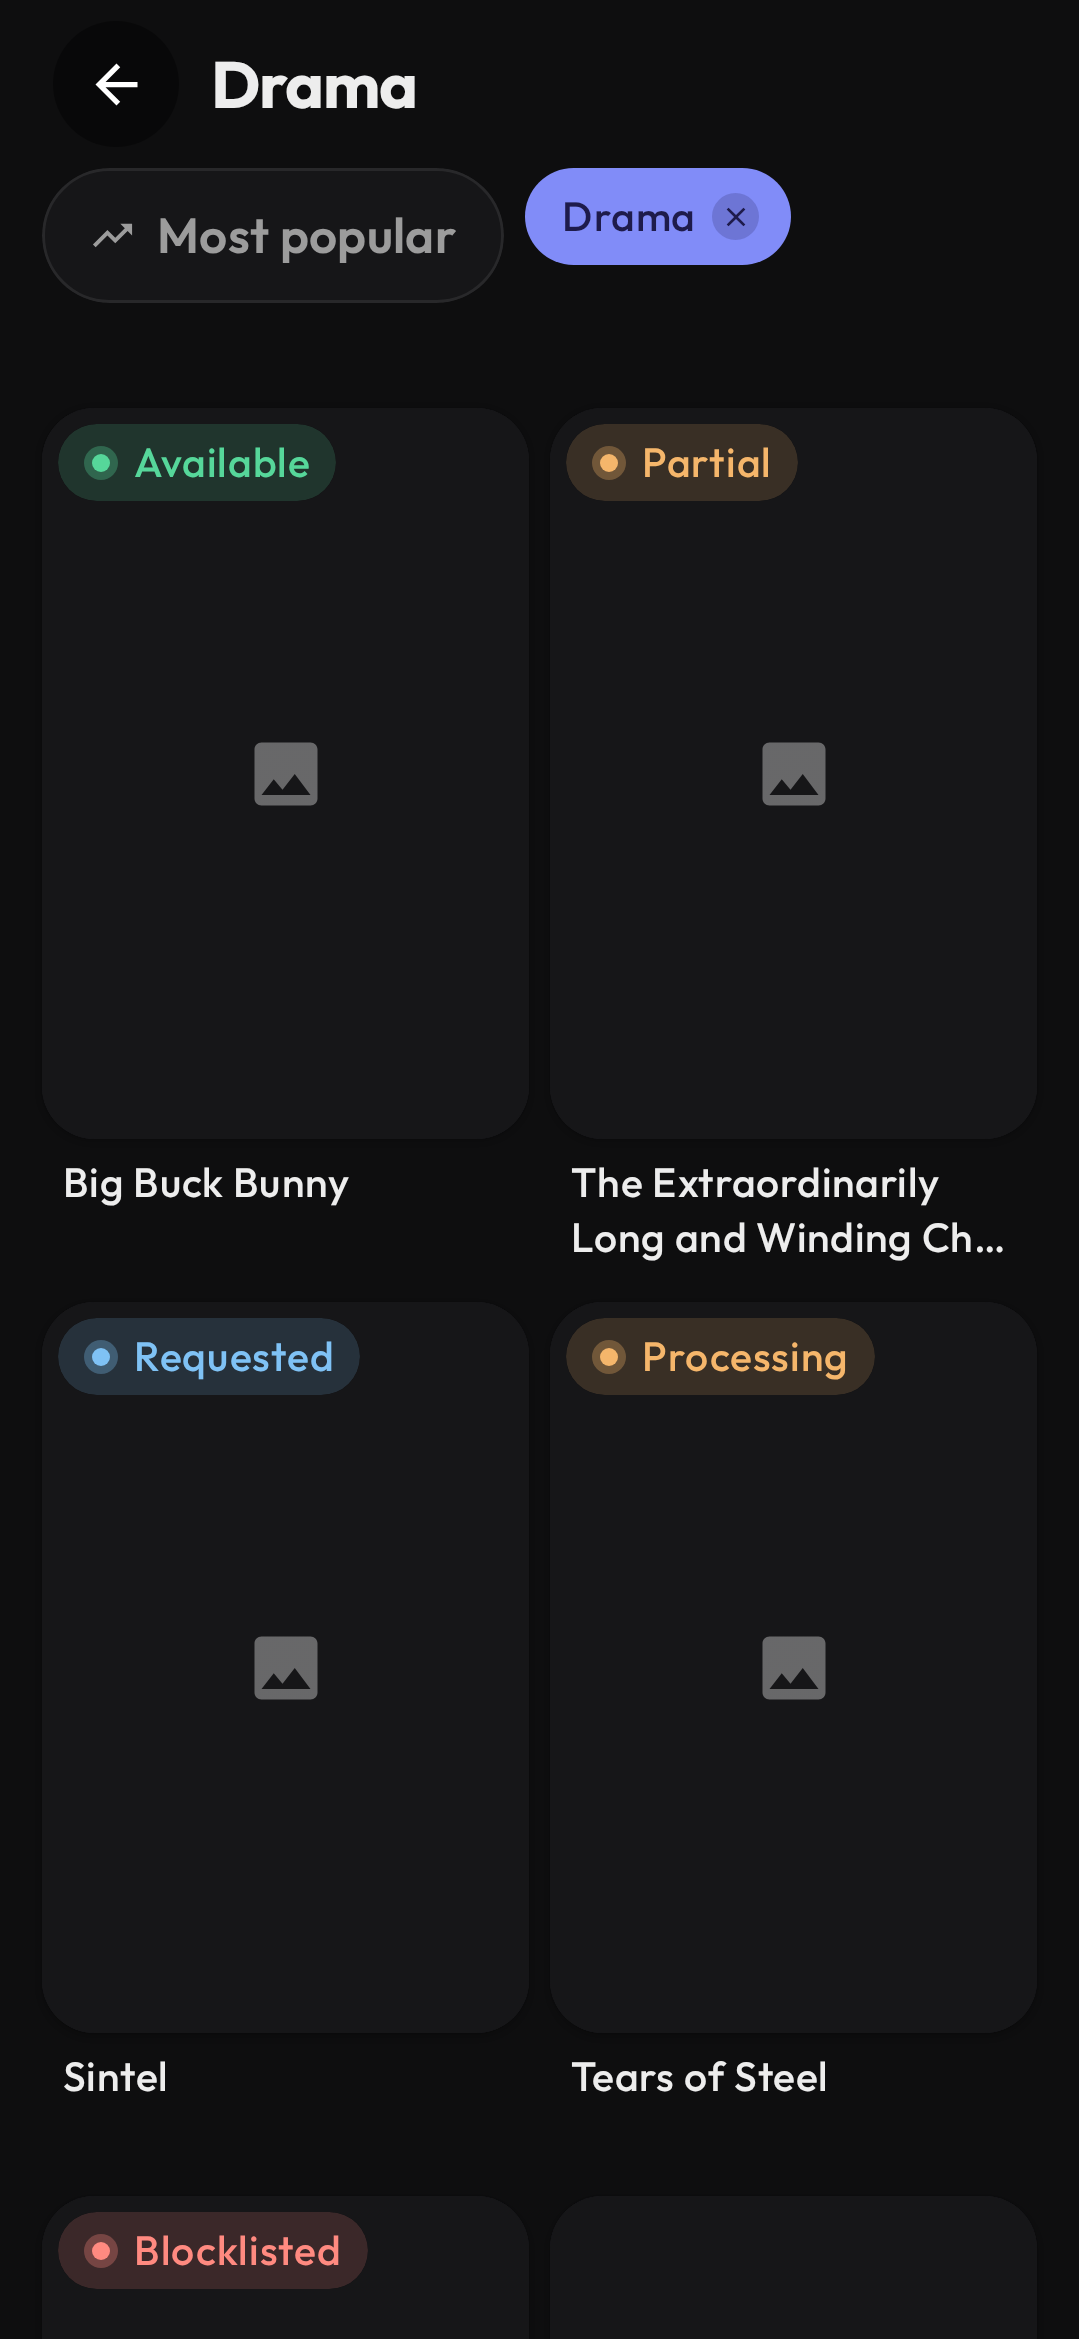 Drama
Most popular
Drama
Available
Partial
Big Buck Bunny
The Extraordinarily
Long and Winding Ch...
Requested
Processing
Sintel
Tears of Steel
Blocklisted